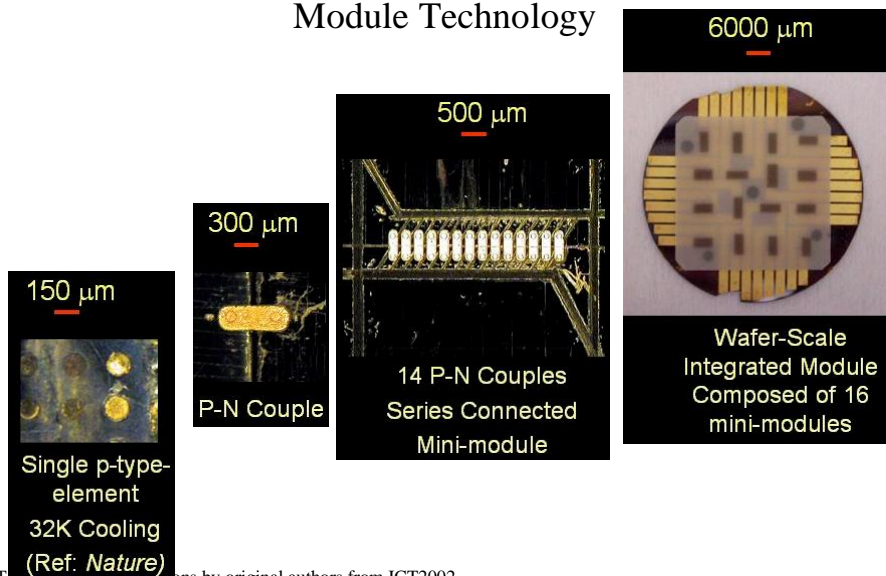 Module Technology
6000 μm
500 μm
300 μm
150 μm
Wafer-Scale
Integrated Module
Composed of 16
mini-modules
14 P-N Couples
Series Connected
Mini-module
P-N Couple
Single p-type-
element
32K Cooling
(Ref: Nature)
by original authors from ICT2002